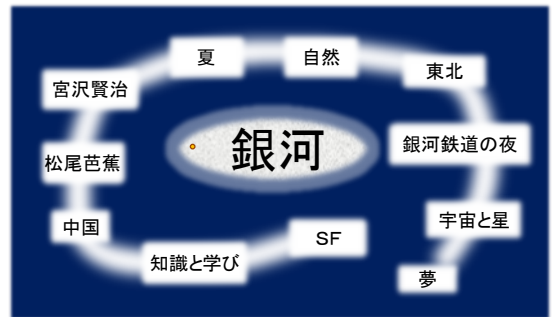 夏
自然
東北
宮沢賢治
銀河
銀河鉄道の夜
松尾芭蕉
中国
宇宙と星
SF
知識と学び
夢